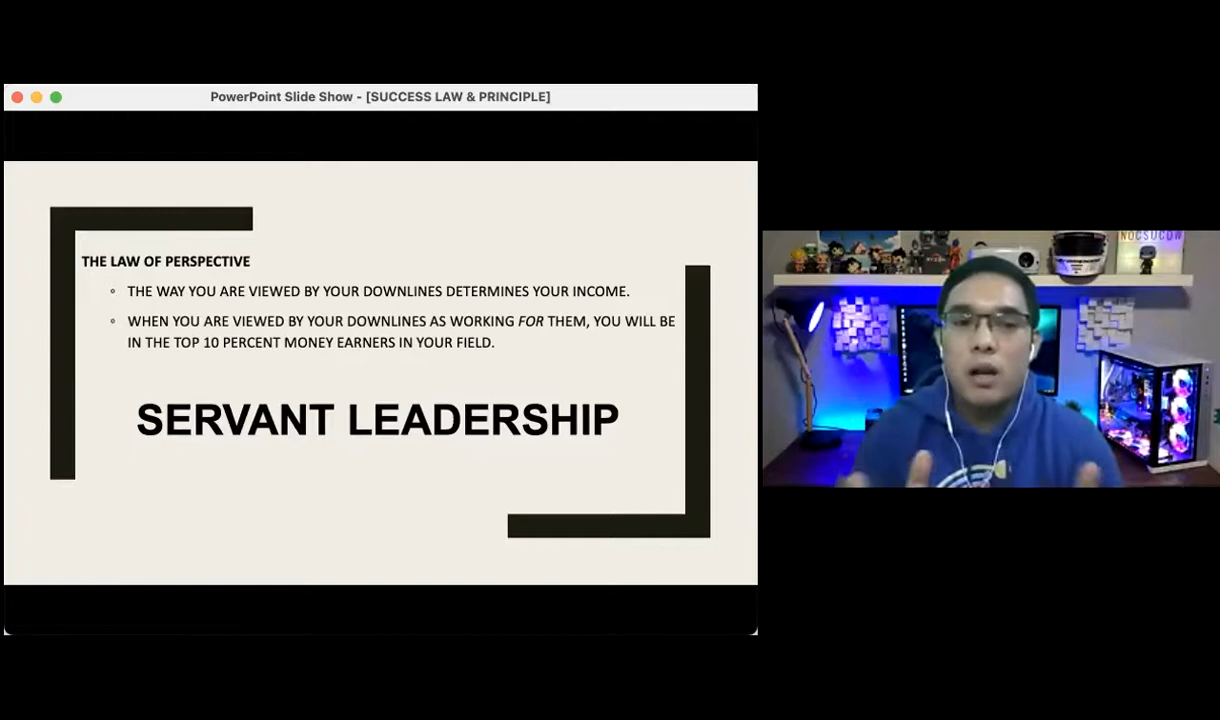 PowerPoint Slide Show - [SUCCESS LAW & PRINCIPLE]
THE LAW OF PERSPECTIVE
◦ THE WAY YOU ARE VIEWED BY YOUR DOWNLINES DETERMINES YOUR INCOME.
◦ WHEN YOU ARE VIEWED BY YOUR DOWNLINES AS WORKING FOR THEM, YOU WILL BE
IN THE TOP 10 PERCENT MONEY EARNERS IN YOUR FIELD.
SERVANT LEADERSHIP
RYZEN